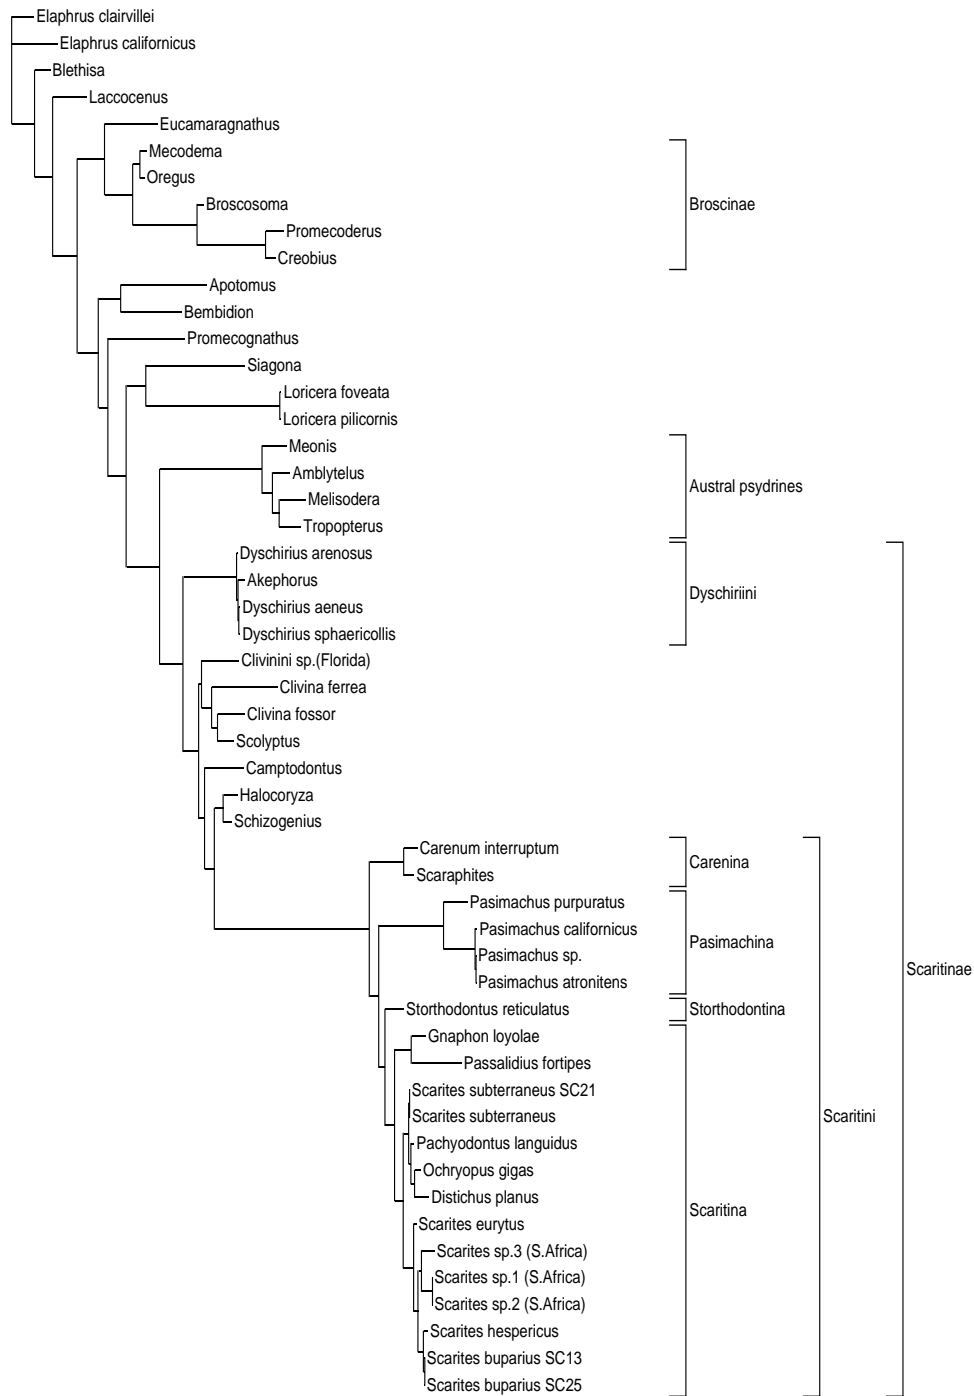 Elaphrus clairvillei
Elaphrus californicus
Blethisa
Laccocenus
Eucamaragnathus
Mecodema
Oregus
Broscosoma
Broscinae
Promecoderus
Creobius
Apotomus
Bembidion
Promecognathus
Siagona
Loricera foveata
Loricera pilicornis
Meonis
Amblytelus
Austral psydrines
Melisodera
Tropopterus
Dyschirius arenosus
Akephorus
Dyschiriini
Dyschirius aeneus
Dyschirius sphaericollis
Clivinini sp.(Florida)
Clivina ferrea
Clivina fossor
Scolyptus
Camptodontus
Halocoryza
Schizogenius
Carenum interruptum
Carenina
Scaraphites
Pasimachus purpuratus
Pasimachus californicus
Pasimachina
Pasimachus sp.
Scaritinae
Pasimachus atronitens
Storthodontus reticulatus
Storthodontina
Gnaphon loyolae
Passalidius fortipes
Scarites subterraneus SC21
Scarites subterraneus
Scaritini
Pachyodontus languidus
Ochryopus gigas
Distichus planus
Scaritina
Scarites eurytus
Scarites sp.3 (S.Africa)
Scarites sp.1 (S.Africa)
Scarites sp.2 (S.Africa)
Scarites hespericus
Scarites buparius SC13
Scarites buparius SC25